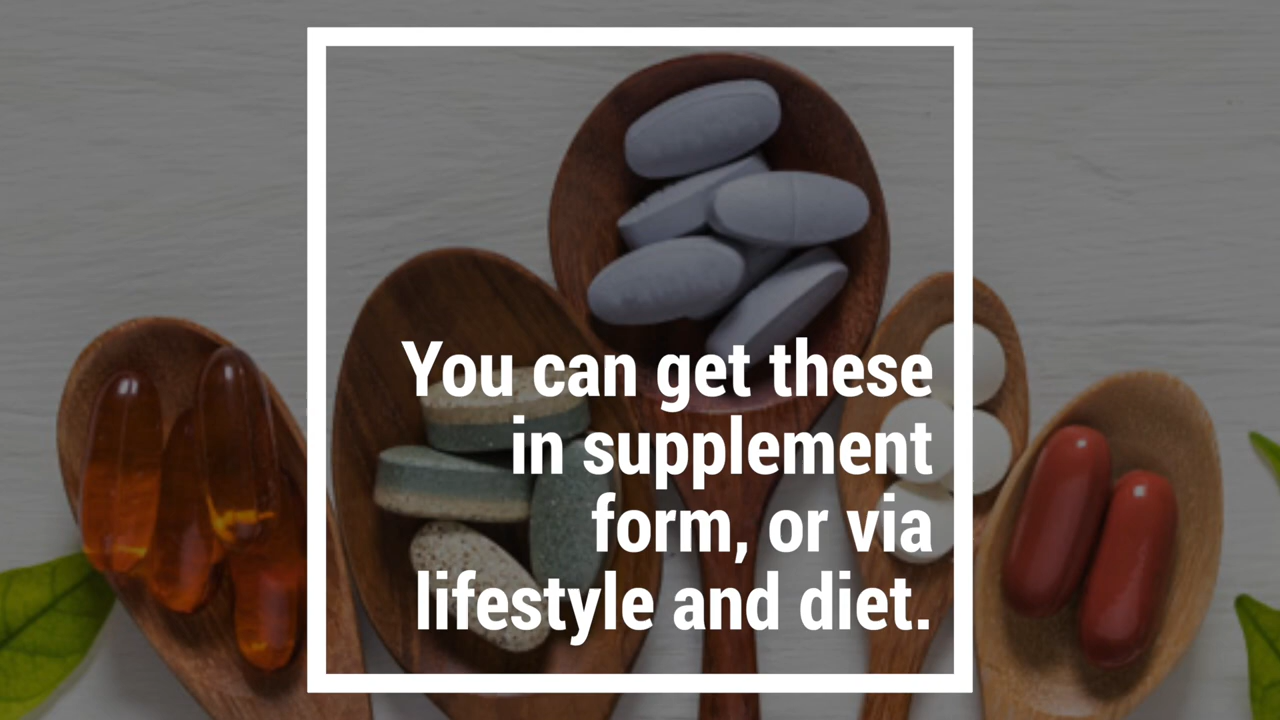 You can get these
in supplement
form, or via
lifestyle and diet.